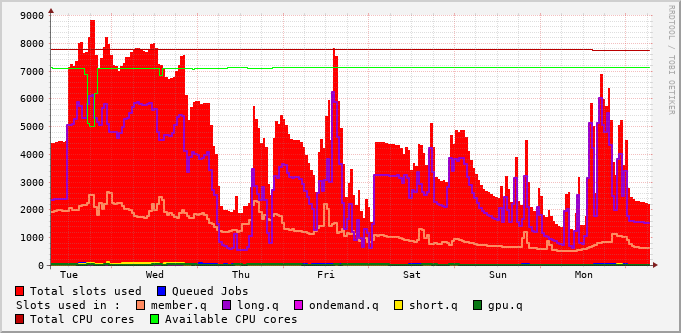 9000
8000
7000
6000
5000
4000
3000
2000
1000
0
Tue Wed Thu Fri Sat Sun Mon
RRDTOOL / TOBI OETIKER
Total slots used Queued Jobs
Slots used in : member.q long.q ondemand.q short.q gpu.q
Total CPU cores Available CPU cores